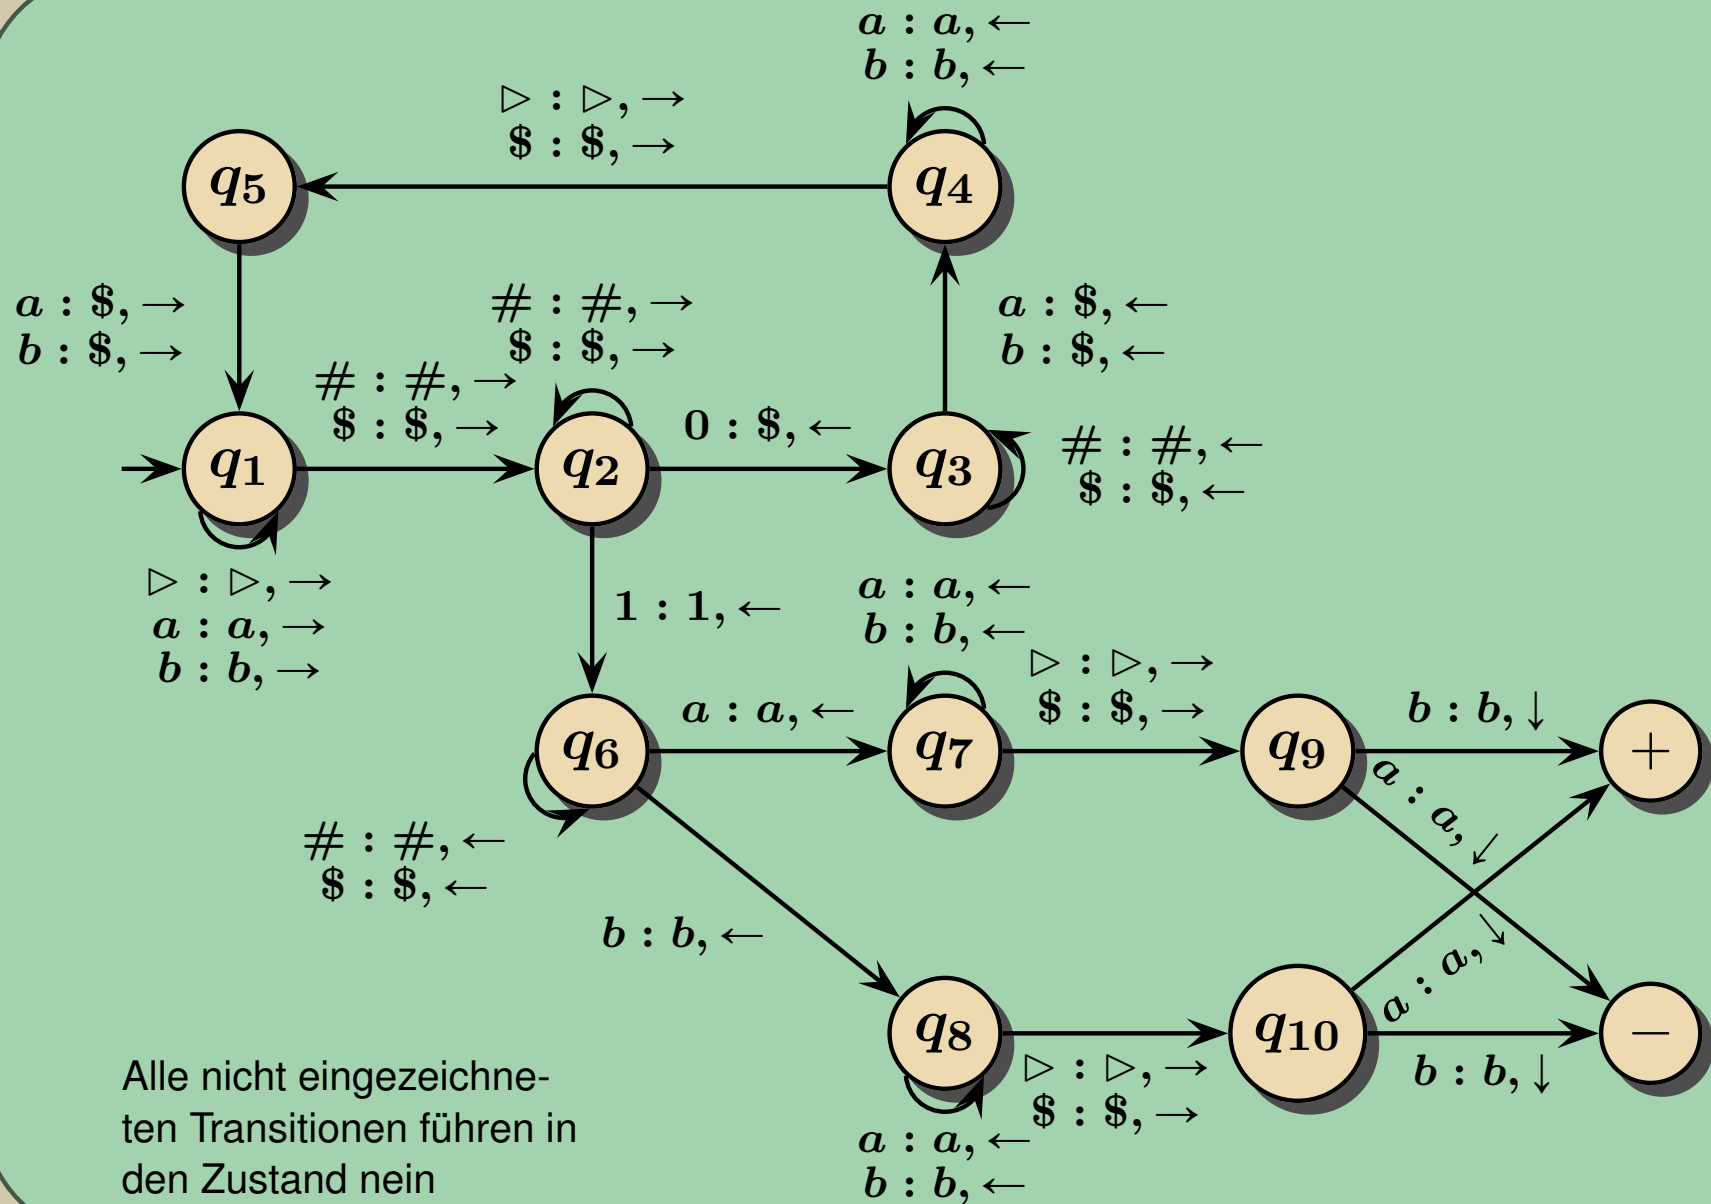 a : a, ←
b : b, ←
▷ : ▷, →
$ : $, →
q5
q4
a : $, →
b : $, →
# : #, →
$ : $, →
a : $, ←
b : $, ←
# : #, →
$ : $, →
0 : $, ←
q1
q2
q3
# : #, ←
$ : $, ←
▷ : ▷, →
a : a, →
b : b, →
1 : 1, ←
a : a, ←
b : b, ←
▷ : ▷, →
$ : $, →
a : a, ←
b : b, ↓
q6
q7
q9
+
a : a, ↓
# : #, ←
$ : $, ←
b : b, ←
a : a, ↓
q8
q10
−
▷ : ▷, →
$ : $, →
b : b, ↓
a : a, ←
b : b, ←
Alle nicht eingezeichne-
ten Transitionen führen in
den Zustand nein